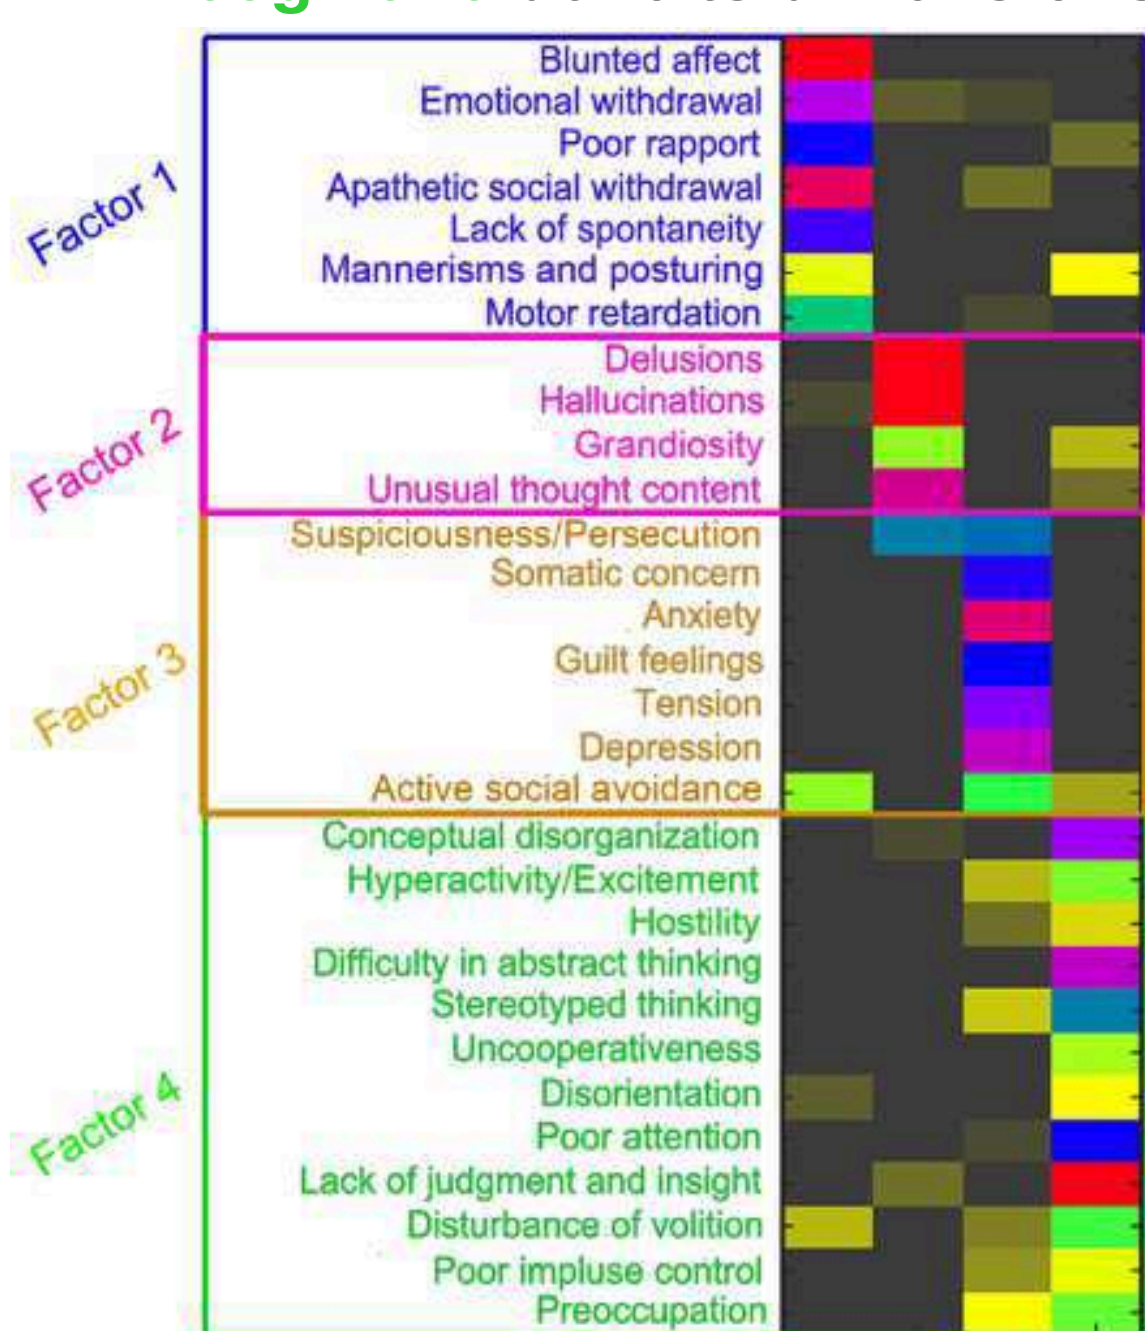 Factor 1
Blunted affect
Emotional withdrawal
Poor rapport
Apathetic social withdrawal
Lack of spontaneity
Mannerisms and posturing
Motor retardation
Factor 2
Delusions
Hallucinations
Grandiosity
Unusual thought content
Factor 3
Suspiciousness/Persecution
Somatic concern
Anxiety
Guilt feelings
Tension
Depression
Active social avoidance
Factor 4
Conceptual disorganization
Hyperactivity/Excitement
Hostility
Difficulty in abstract thinking
Stereotyped thinking
Uncooperativeness
Disorientation
Poor attention
Lack of judgment and insight
Disturbance of volition
Poor impluse control
Preoccupation